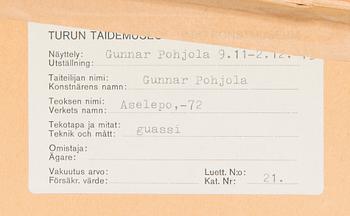 TURUN TAIDEMUSEO
Näyttely: Gunnar Pohjola 9.11-2.12.
Utställning:
Taiteilijan nimi: Gunnar Pohjola
Konstnärens namn:
Teoksen nimi: Aselepo,-72
Verkets namn:
Tekotapa ja mitat: guassi
Teknik och mått:
Omistaja:
Ägare:
Vakuutus arvo: Luett. N:o:
Försäkr. värde: Kat. Nr: 21.